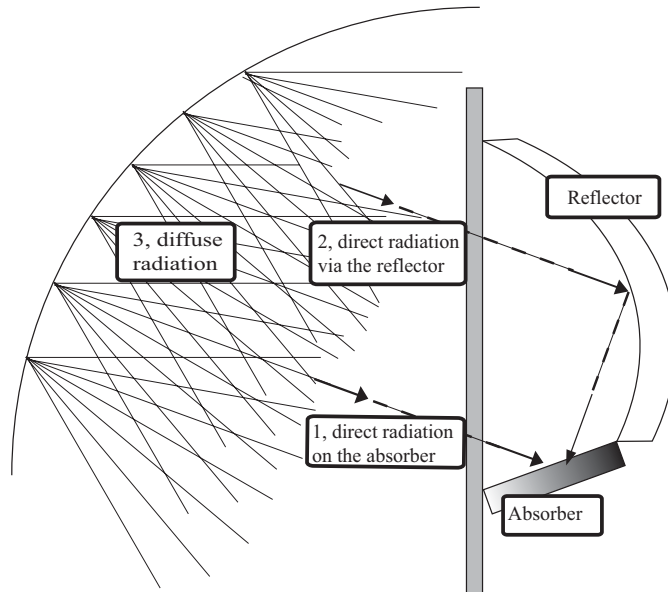 Reflector
3, diffuse
radiation
2, direct radiation
via the reflector
1, direct radiation
on the absorber
Absorber